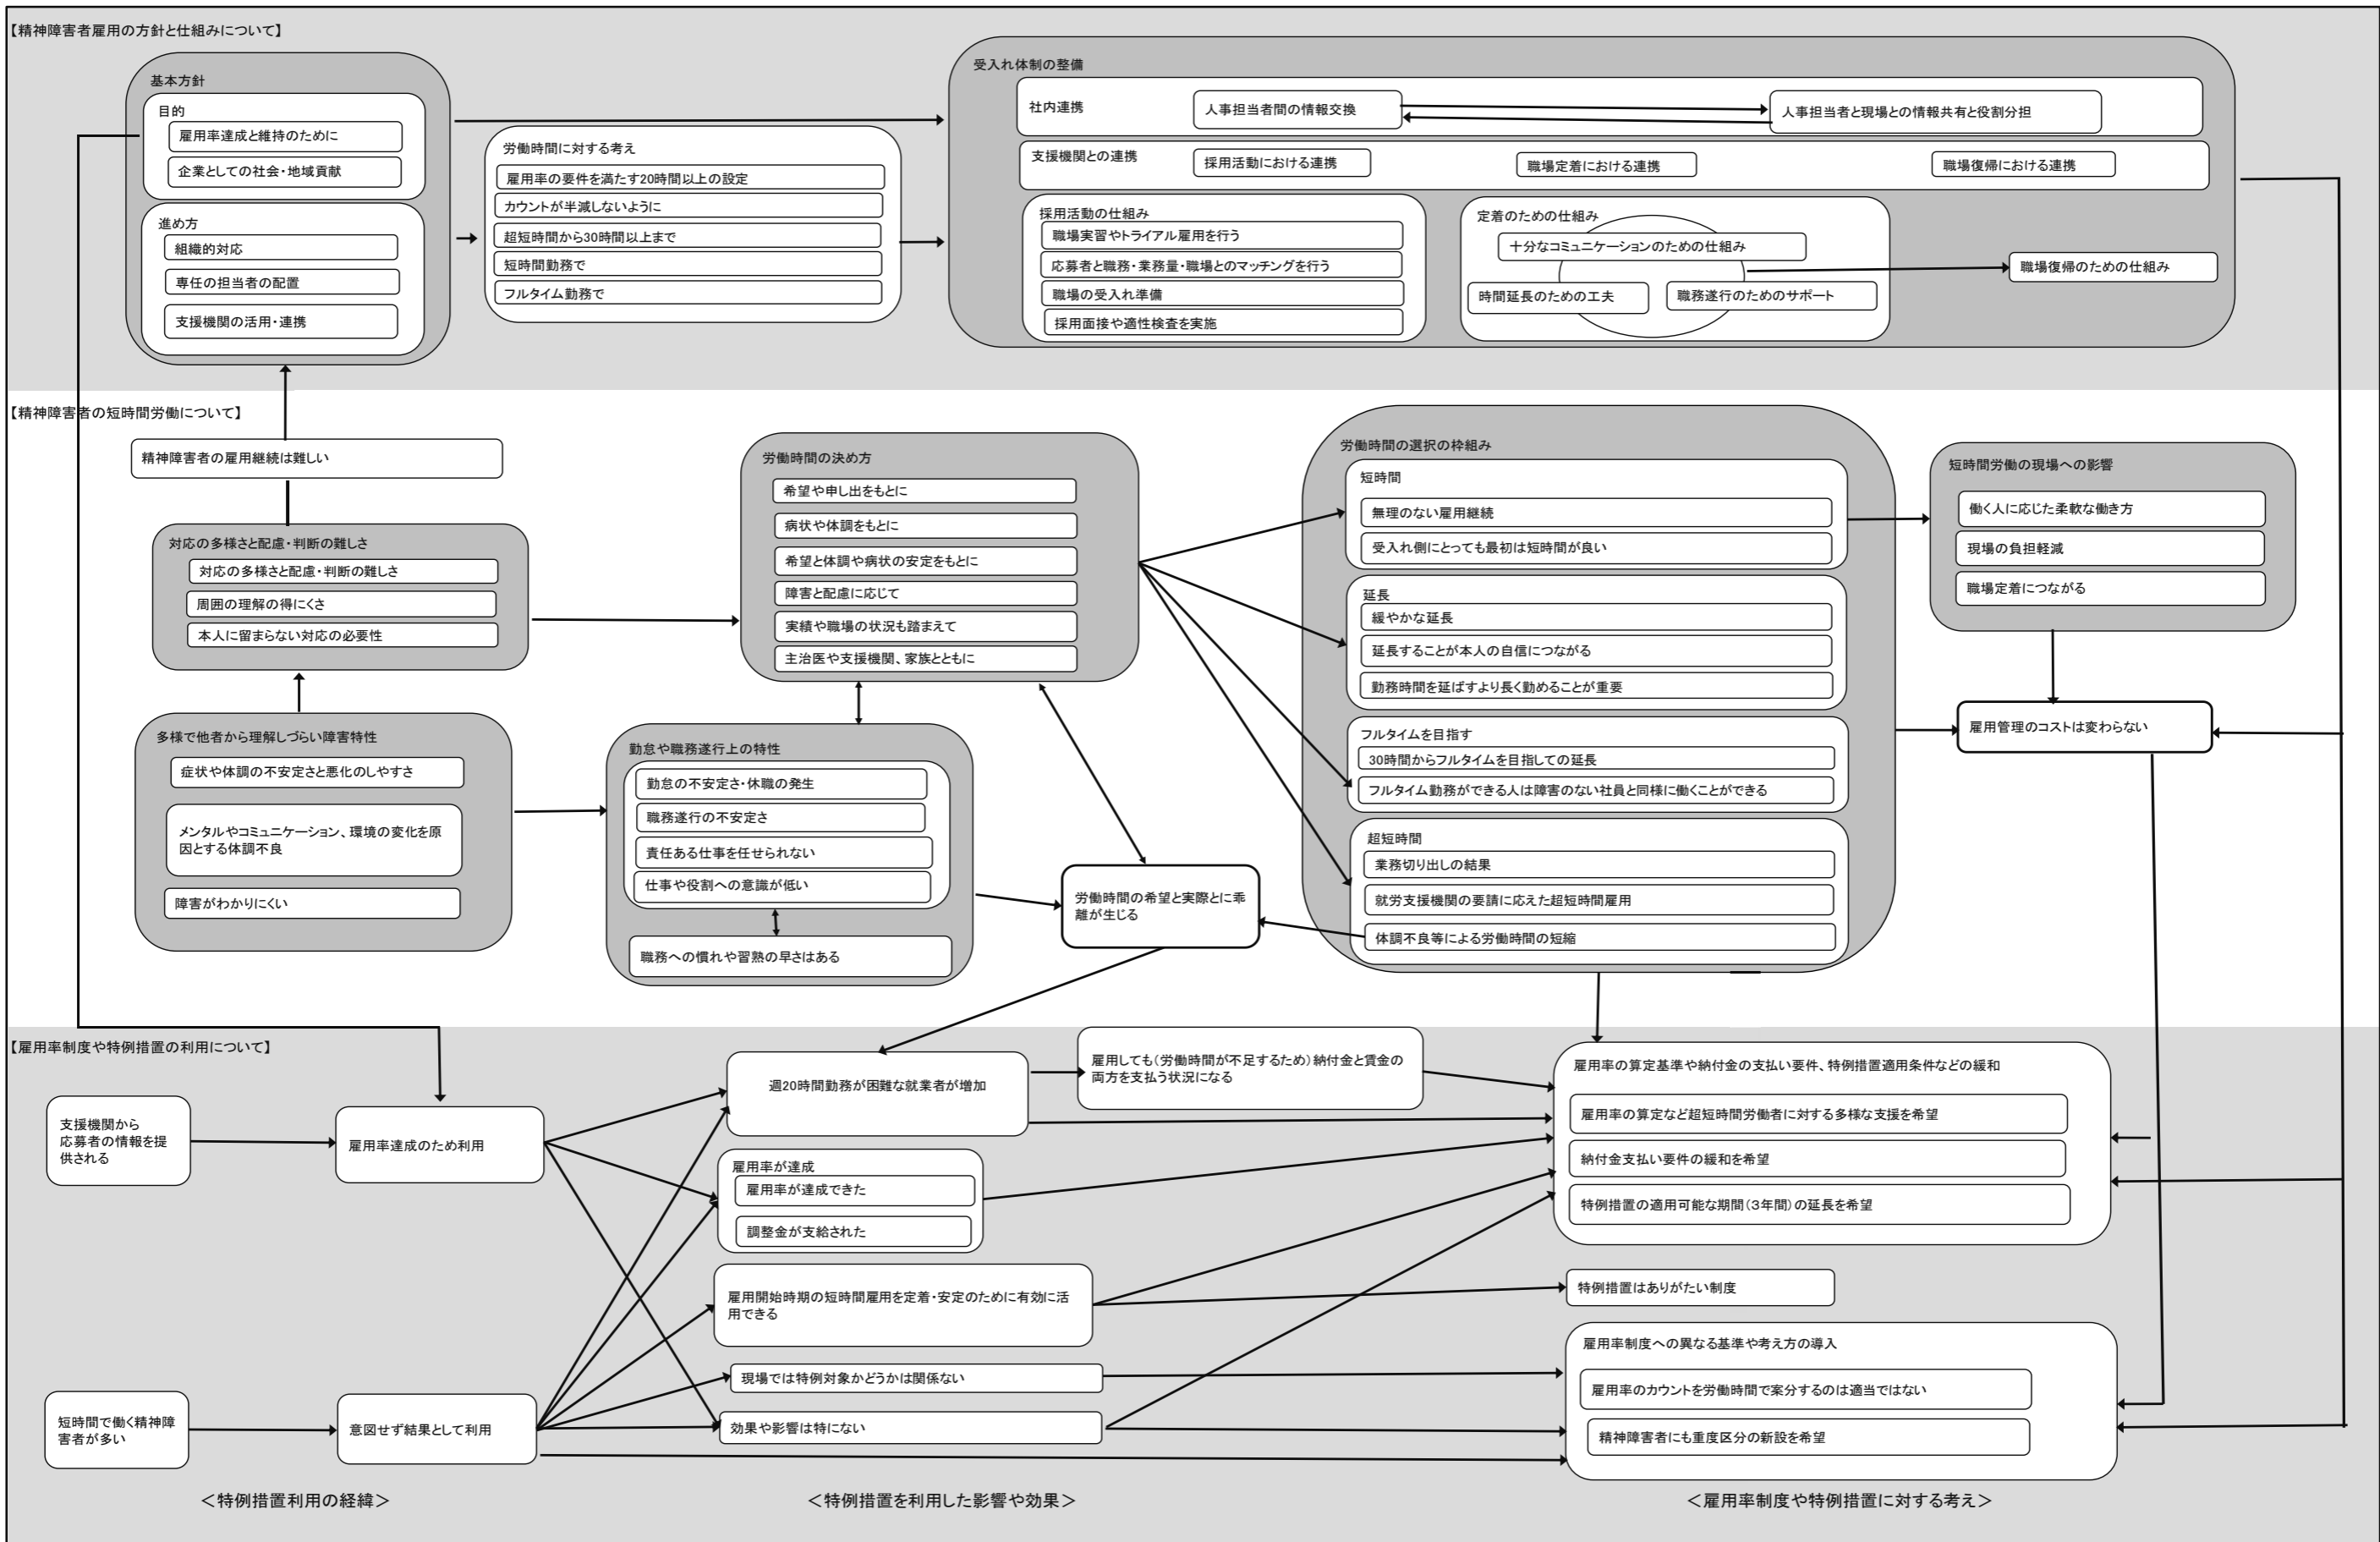 【精神障害者雇用の方針と仕組みについて】
基本方針
目的
雇用率達成と維持のために
企業としての社会・地域貢献
進め方
組織的対応
専任の担当者の配置
支援機関の活用・連携
労働時間に対する考え
雇用率の要件を満たす20時間以上の設定
カウントが半減しないように
超短時間から30時間以上まで
短時間勤務で
フルタイム勤務で
受入れ体制の整備
社内連携
人事担当者間の情報交換
人事担当者と現場との情報共有と役割分担
支援機関との連携
採用活動における連携
職場定着における連携
職場復帰における連携
採用活動の仕組み
職場実習やトライアル雇用を行う
応募者と職務・業務量・職場とのマッチングを行う
職場の受入れ準備
採用面接や適性検査を実施
定着のための仕組み
十分なコミュニケーションのための仕組み
時間延長のための工夫
職務遂行のためのサポート
職場復帰のための仕組み
【精神障害者の短時間労働について】
精神障害者の雇用継続は難しい
対応の多様さと配慮・判断の難しさ
対応の多様さと配慮・判断の難しさ
周囲の理解の得にくさ
本人に留まらない対応の必要性
多様で他者から理解しづらい障害特性
症状や体調の不安定さと悪化のしやすさ
メンタルやコミュニケーション、環境の変化を原
因とする体調不良
障害がわかりにくい
労働時間の決め方
希望や申し出をもとに
病状や体調をもとに
希望と体調や病状の安定をもとに
障害と配慮に応じて
実績や職場の状況も踏まえて
主治医や支援機関、家族とともに
勤怠や職務遂行上の特性
勤怠の不安定さ・休職の発生
職務遂行の不安定さ
責任ある仕事を任せられない
仕事や役割への意識が低い
職務への慣れや習熟の早さはある
労働時間の希望と実際とに乖
離が生じる
労働時間の選択の枠組み
短時間
無理のない雇用継続
受入れ側にとっても最初は短時間が良い
延長
緩やかな延長
延長することが本人の自信につながる
勤務時間を延ばすより長く勤めることが重要
フルタイムを目指す
30時間からフルタイムを目指しての延長
フルタイム勤務ができる人は障害のない社員と同様に働くことができる
超短時間
業務切り出しの結果
就労支援機関の要請に応えた超短時間雇用
体調不良等による労働時間の短縮
短時間労働の現場への影響
働く人に応じた柔軟な働き方
現場の負担軽減
職場定着につながる
雇用管理のコストは変わらない
【雇用率制度や特例措置の利用について】
支援機関から
応募者の情報を提
供される
雇用率達成のため利用
短時間で働く精神障
害者が多い
意図せず結果として利用
週20時間勤務が困難な就業者が増加
雇用しても(労働時間が不足するため)納付金と賃金の
両方を支払う状況になる
雇用率が達成
雇用率が達成できた
調整金が支給された
雇用開始時期の短時間雇用を定着・安定のために有効に活
用できる
現場では特例対象かどうかは関係ない
効果や影響は特にない
雇用率の算定基準や納付金の支払い要件、特例措置適用条件などの緩和
雇用率の算定など超短時間労働者に対する多様な支援を希望
納付金支払い要件の緩和を希望
特例措置の適用可能な期間(3年間)の延長を希望
特例措置はありがたい制度
雇用率制度への異なる基準や考え方の導入
雇用率のカウントを労働時間で案分するのは適当ではない
精神障害者にも重度区分の新設を希望
＜特例措置利用の経緯＞
＜特例措置を利用した影響や効果＞
＜雇用率制度や特例措置に対する考え＞